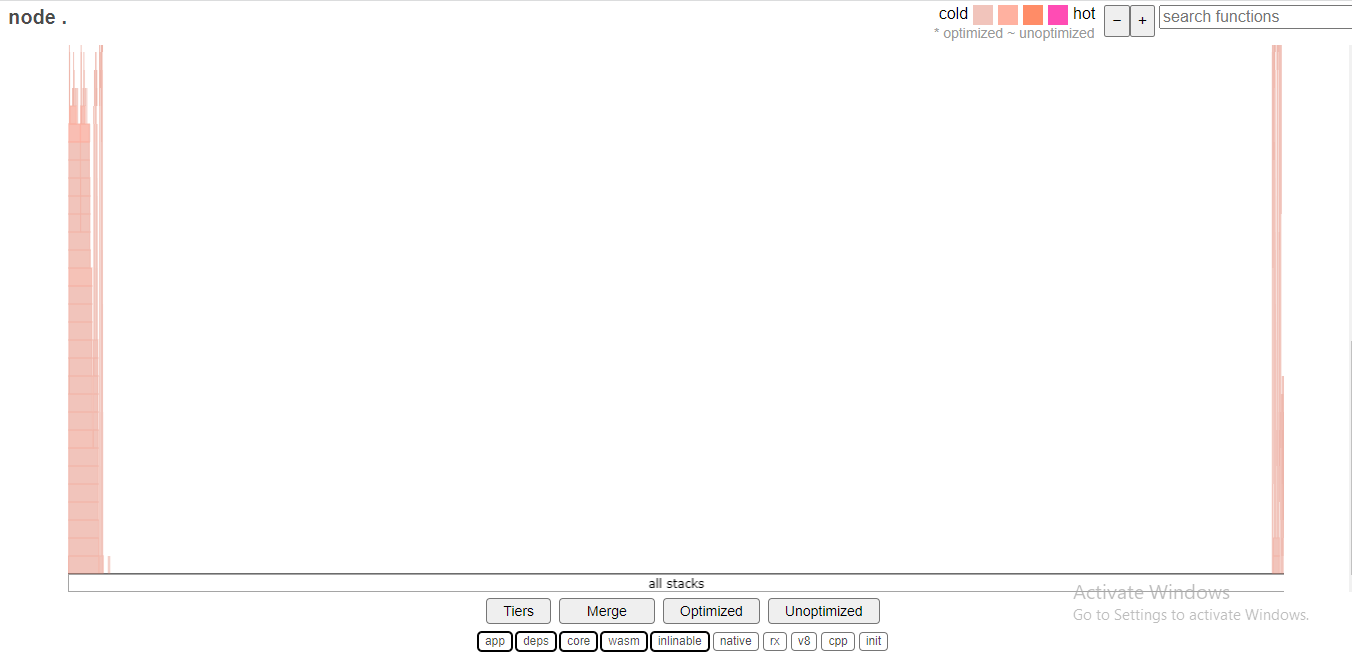 node .
cold hot
* optimized ~ unoptimized
− + search functions
all stacks
Activate Windows
Go to Settings to activate Windows.
Tiers Merge Optimized Unoptimized
app deps core wasm inlinable native rx v8 cpp init